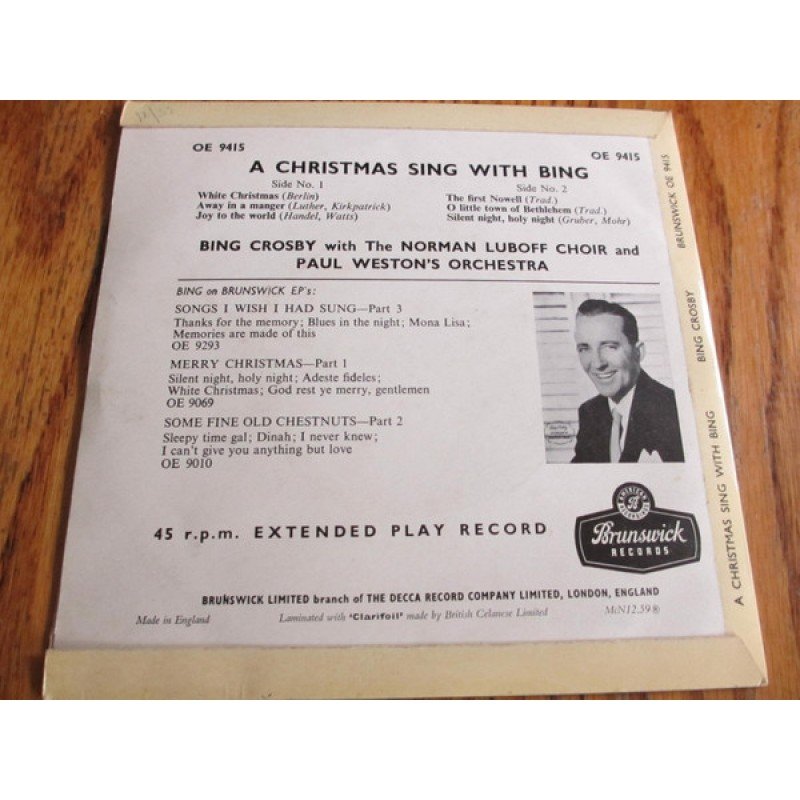 OE 9415
OE 9415
A CHRISTMAS SING WITH BING
Side No. 1
White Christmas (Berlin)
Away in a manger (Luther, Kirkpatrick)
Joy to the world (Handel, Watts)
Side No. 2
The first Nowell (Trad.)
O little town of Bethlehem (Trad.)
Silent night, holy night (Gruber, Mohr)
BING CROSBY with The NORMAN LUBOFF CHOIR and
PAUL WESTON'S ORCHESTRA
BING on BRUNSWICK EP's:
SONGS I WISH I HAD SUNG—Part 3
Thanks for the memory; Blues in the night; Mona Lisa;
Memories are made of this
OE 9293
MERRY CHRISTMAS—Part 1
Silent night, holy night; Adeste fideles;
White Christmas; God rest ye merry, gentlemen
OE 9069
SOME FINE OLD CHESTNUTS—Part 2
Sleepy time gal; Dinah; I never knew;
I can't give you anything but love
OE 9010
45 r.p.m. EXTENDED PLAY RECORD
AMERICAN
RECORDINGS
B
Brunswick
RECORDS
BRUNSWICK LIMITED branch of THE DECCA RECORD COMPANY LIMITED, LONDON, ENGLAND
Made in England
Laminated with 'Clarifoil' made by British Celanese Limited
McN12.59®
A CHRISTMAS SING WITH BING
BING CROSBY
BRUNSWICK OE 9415